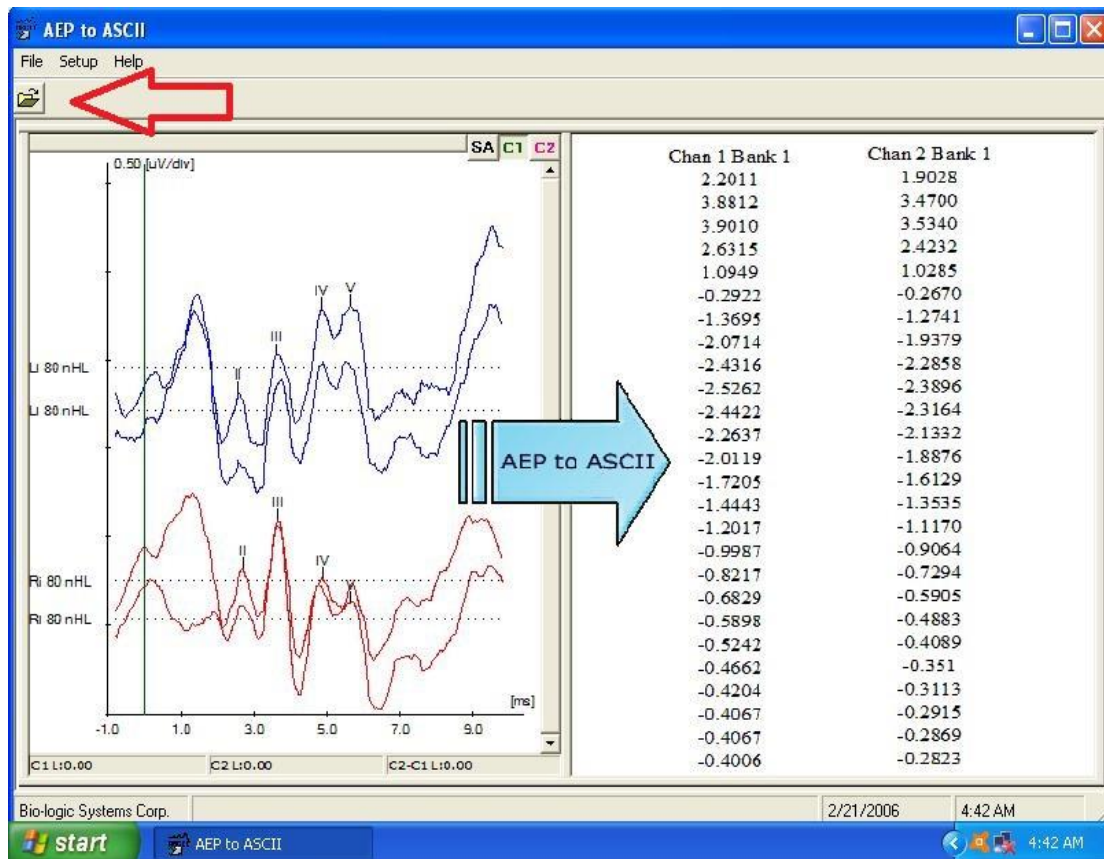 AEP to ASCII
File Setup Help
SA C1 C2
0.50 [uV/div]
IV V
III
II
Li 80 nHL
Li 80 nHL
III
II
IV
V
Ri 80 nHL
Ri 80 nHL
[ms]
-1.0 1.0 3.0 5.0 7.0 9.0
C1 L:0.00 C2 L:0.00 C2-C1 L:0.00
AEP to ASCII
Chan 1 Bank 1 Chan 2 Bank 1
2.2011 1.9028
3.8812 3.4700
3.9010 3.5340
2.6315 2.4232
1.0949 1.0285
-0.2922 -0.2670
-1.3695 -1.2741
-2.0714 -1.9379
-2.4316 -2.2858
-2.5262 -2.3896
-2.4422 -2.3164
-2.2637 -2.1332
-2.0119 -1.8876
-1.7205 -1.6129
-1.4443 -1.3535
-1.2017 -1.1170
-0.9987 -0.9064
-0.8217 -0.7294
-0.6829 -0.5905
-0.5898 -0.4883
-0.5242 -0.4089
-0.4662 -0.351
-0.4204 -0.3113
-0.4067 -0.2915
-0.4067 -0.2869
-0.4006 -0.2823
Bio-logic Systems Corp. 2/21/2006 4:42 AM
start AEP to ASCII 4:42 AM